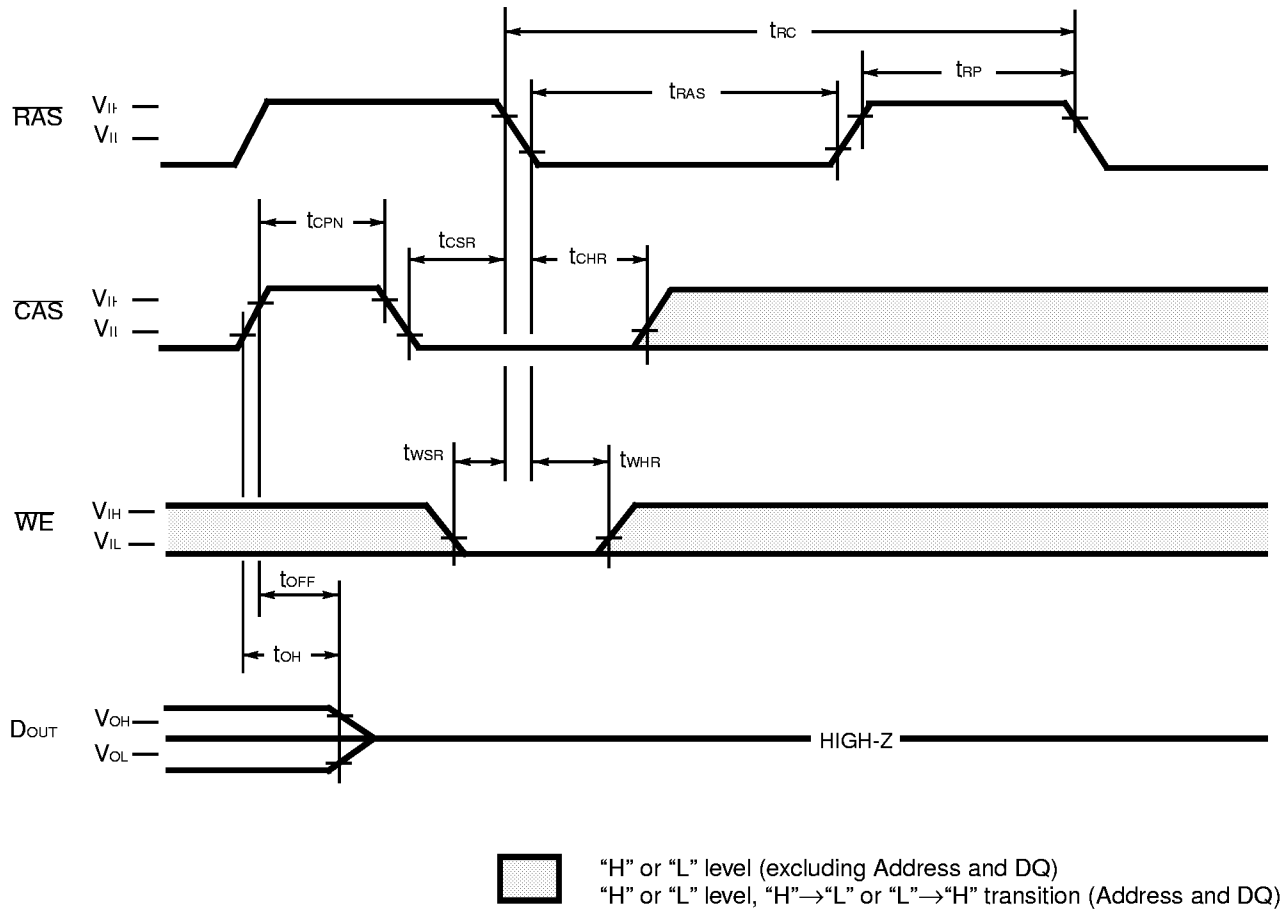 tRC
tRP
tRAS
RAS
VIH
VIL
tCPN
tCSR
tCHR
CAS
VIH
VIL
tWSR
tWHR
WE
VIH
VIL
tOFF
tOH
DOUT
VOH
VOL
HIGH-Z
“H” or “L” level (excluding Address and DQ)
“H” or “L” level, “H”→“L” or “L”→“H” transition (Address and DQ)